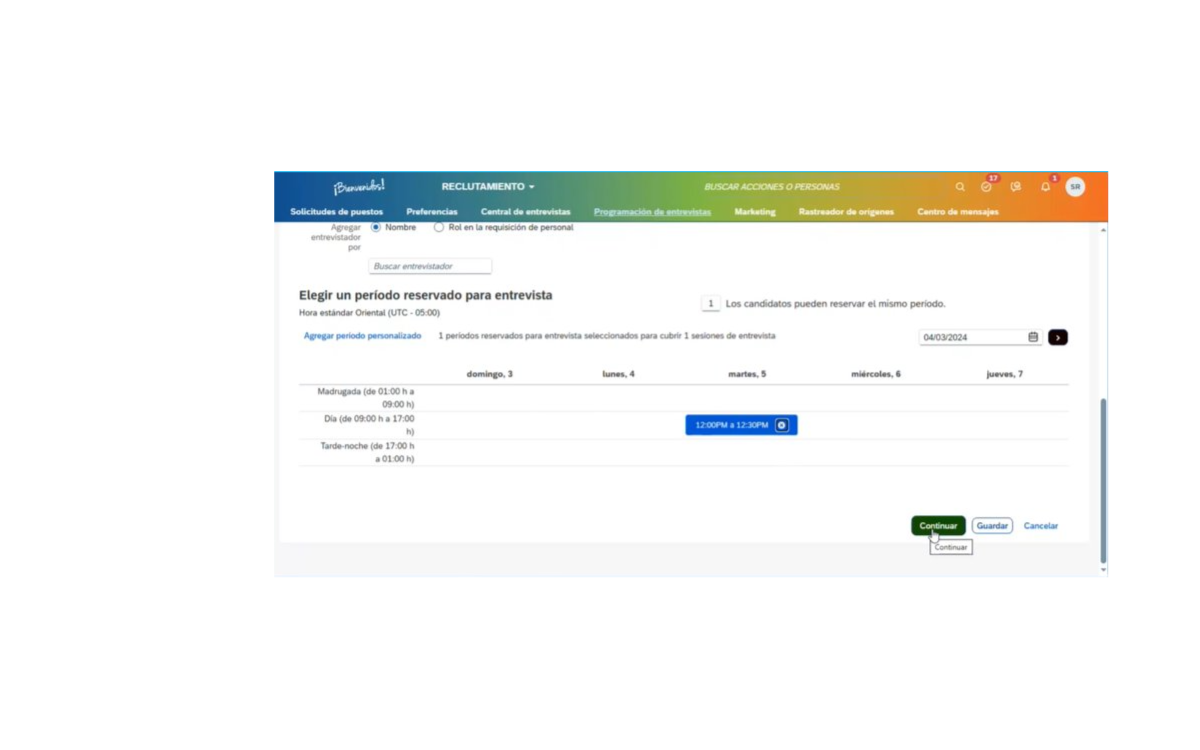 ¡Bienvenidos!
RECLUTAMIENTO
BUSCAR ACCIONES O PERSONAS
17
1
SR
Solicitudes de puestos Preferencias Central de entrevistas Programación de entrevistas Marketing Rastreador de orígenes Centro de mensajes
Agregar entrevistador por
Nombre
Rol en la requisición de personal
Buscar entrevistador
Elegir un período reservado para entrevista
1 Los candidatos pueden reservar el mismo período.
Hora estándar Oriental (UTC - 05:00)
Agregar período personalizado 1 períodos reservados para entrevista seleccionados para cubrir 1 sesiones de entrevista
04/03/2024
domingo, 3 lunes, 4 martes, 5 miércoles, 6 jueves, 7
Madrugada (de 01:00 h a
09:00 h)
Día (de 09:00 h a 17:00
h)
12:00PM a 12:30PM
Tarde-noche (de 17:00 h
a 01:00 h)
Continuar Guardar Cancelar
Continuar